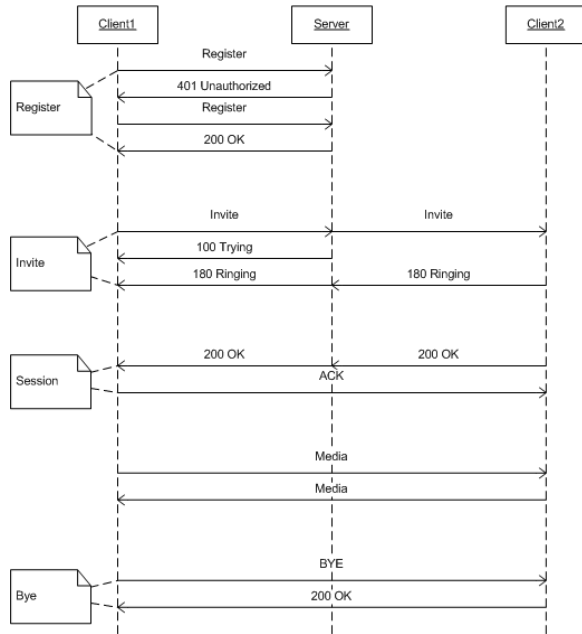 Client1
Server
Client2
Register
401 Unauthorized
Register
Register
200 OK
Invite
Invite
100 Trying
Invite
180 Ringing
180 Ringing
200 OK
200 OK
Session
ACK
Media
Media
BYE
Bye
200 OK